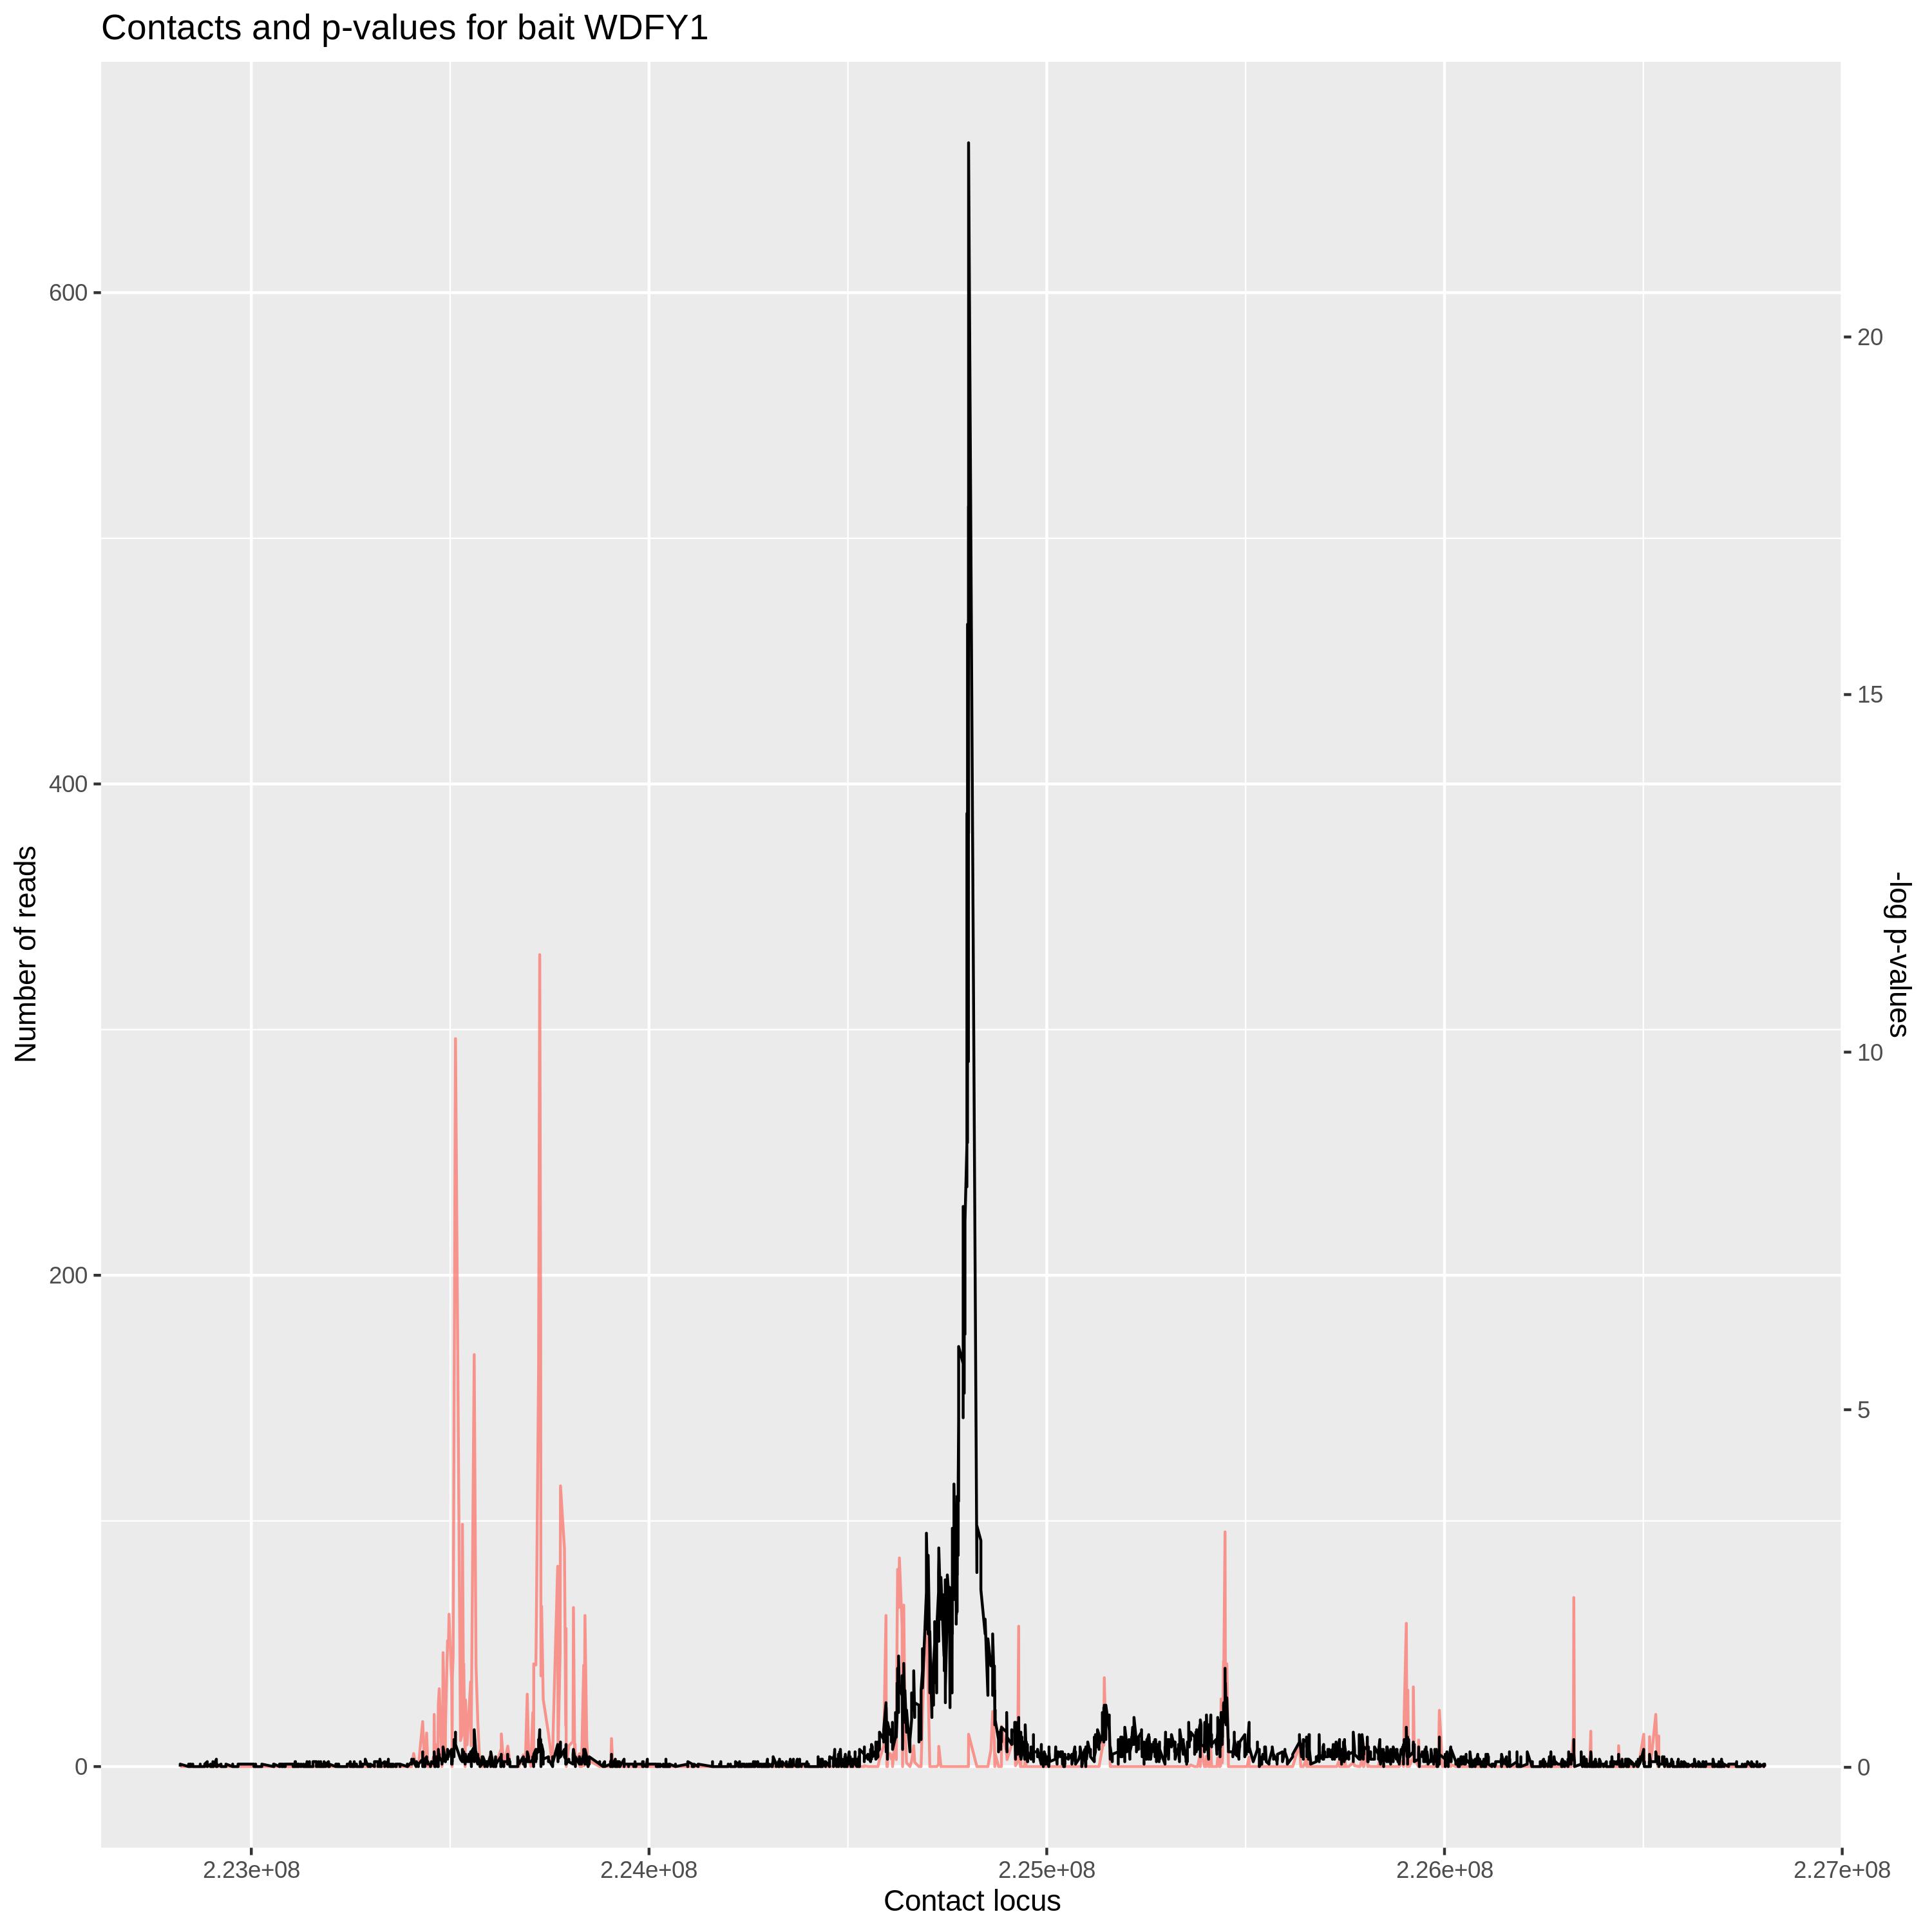 Contacts and p-values for bait WDFY1
600
400
200
0
20
15
10
5
0
Number of reads
-log p-values
2.23e+08
2.24e+08
2.25e+08
2.26e+08
2.27e+08
Contact locus